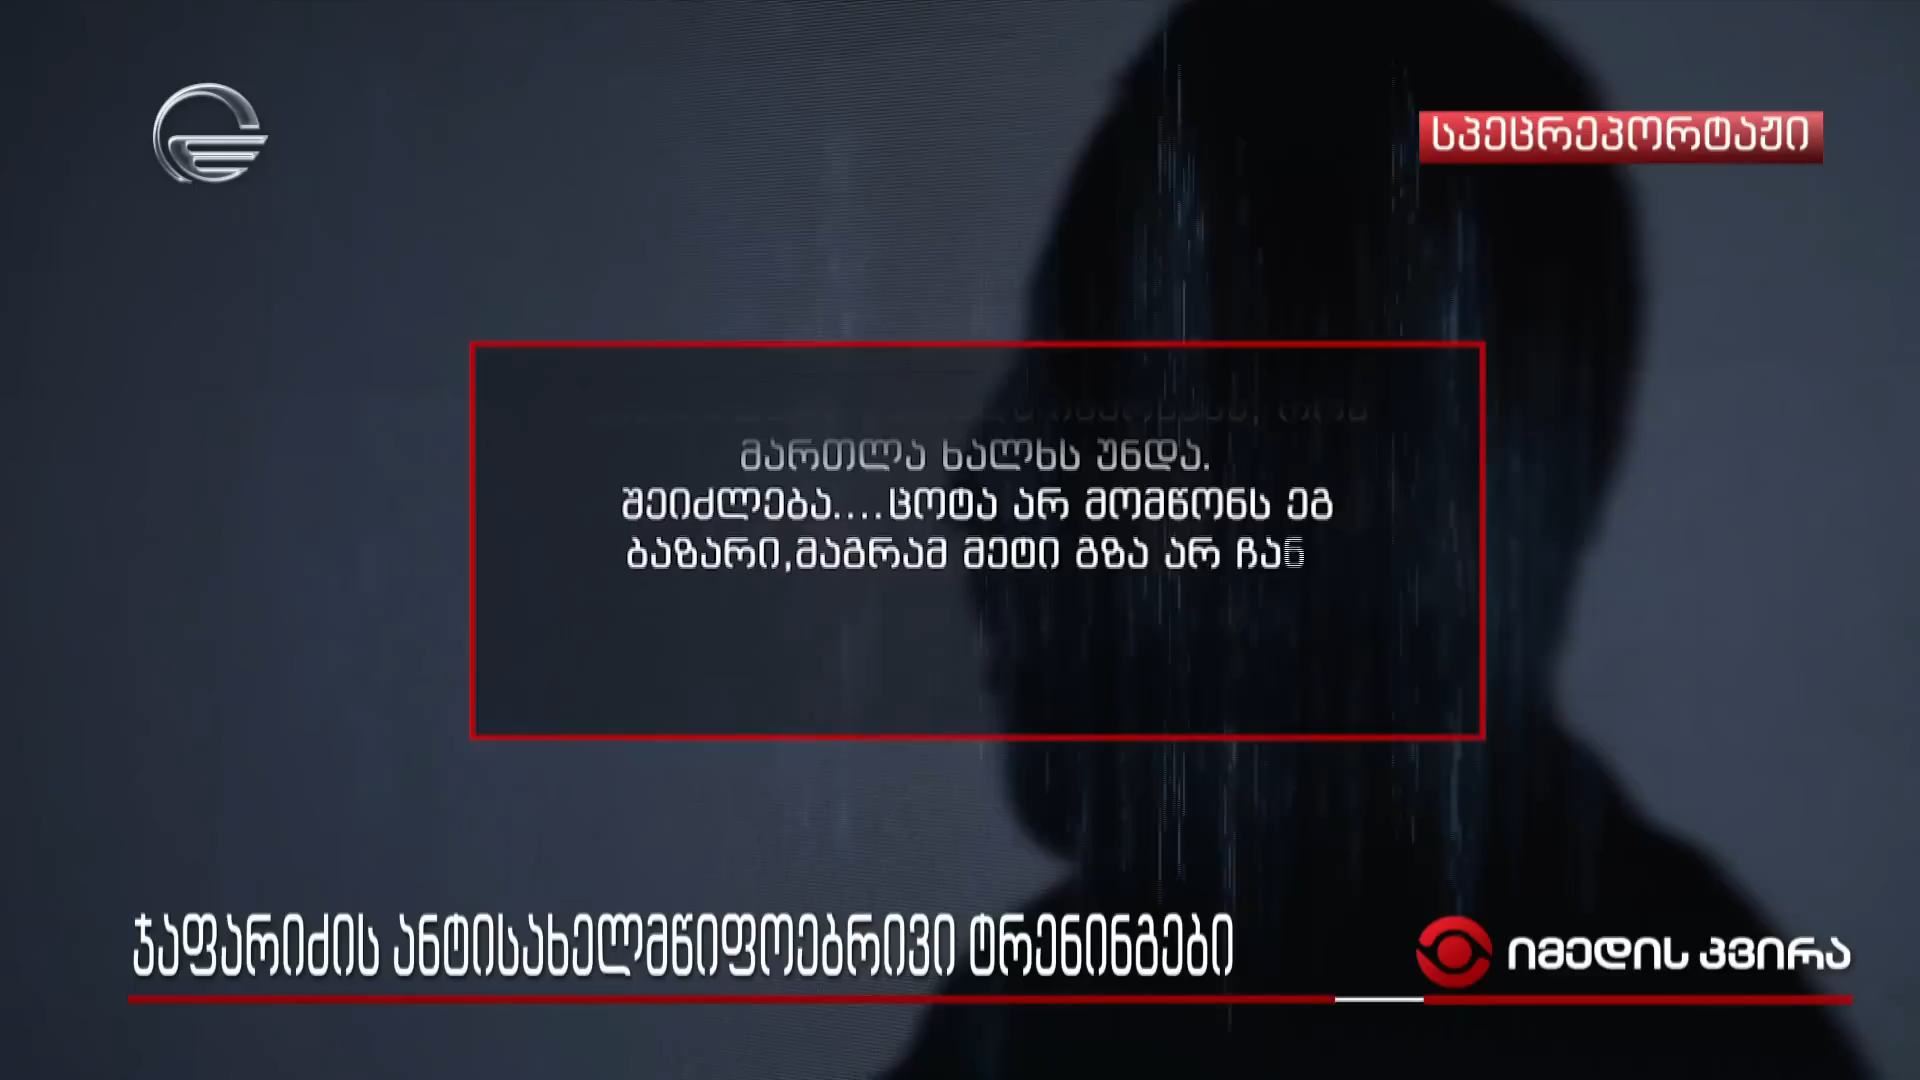 სპეცრეპორტაჟი
რომ
მართლა ხალხს უნდა.
შეიძლება....ცოტა არ მომწონს ეგ
ბაზარი,მაგრამ მეტი გზა არ ჩან
ჯაფარიძის ანტისახელმწიფოებრივი ტრენინგები
იმედის კვირა